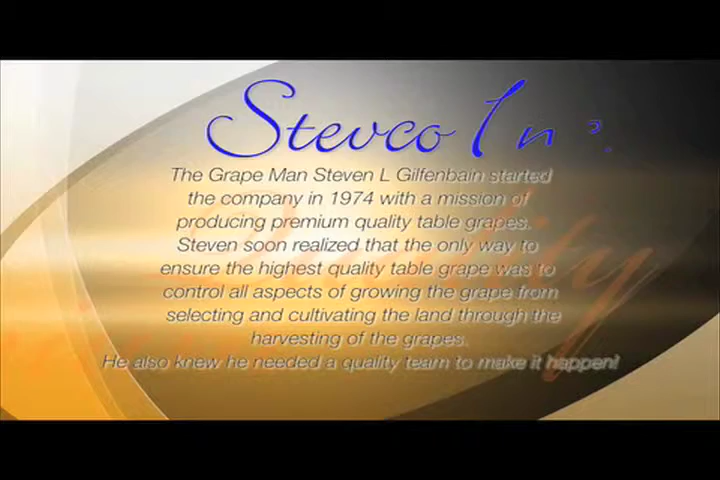 Stevco In
The Grape Man Steven L Gilfenbain started
the company in 1974 with a mission of
producing premium quality table grapes.
Steven soon realized that the only way to
ensure the highest quality table grape was to
control all aspects of growing the grape from
selecting and cultivating the land through the
harvesting of the grapes.
He also knew he needed a quality team to make it happen!